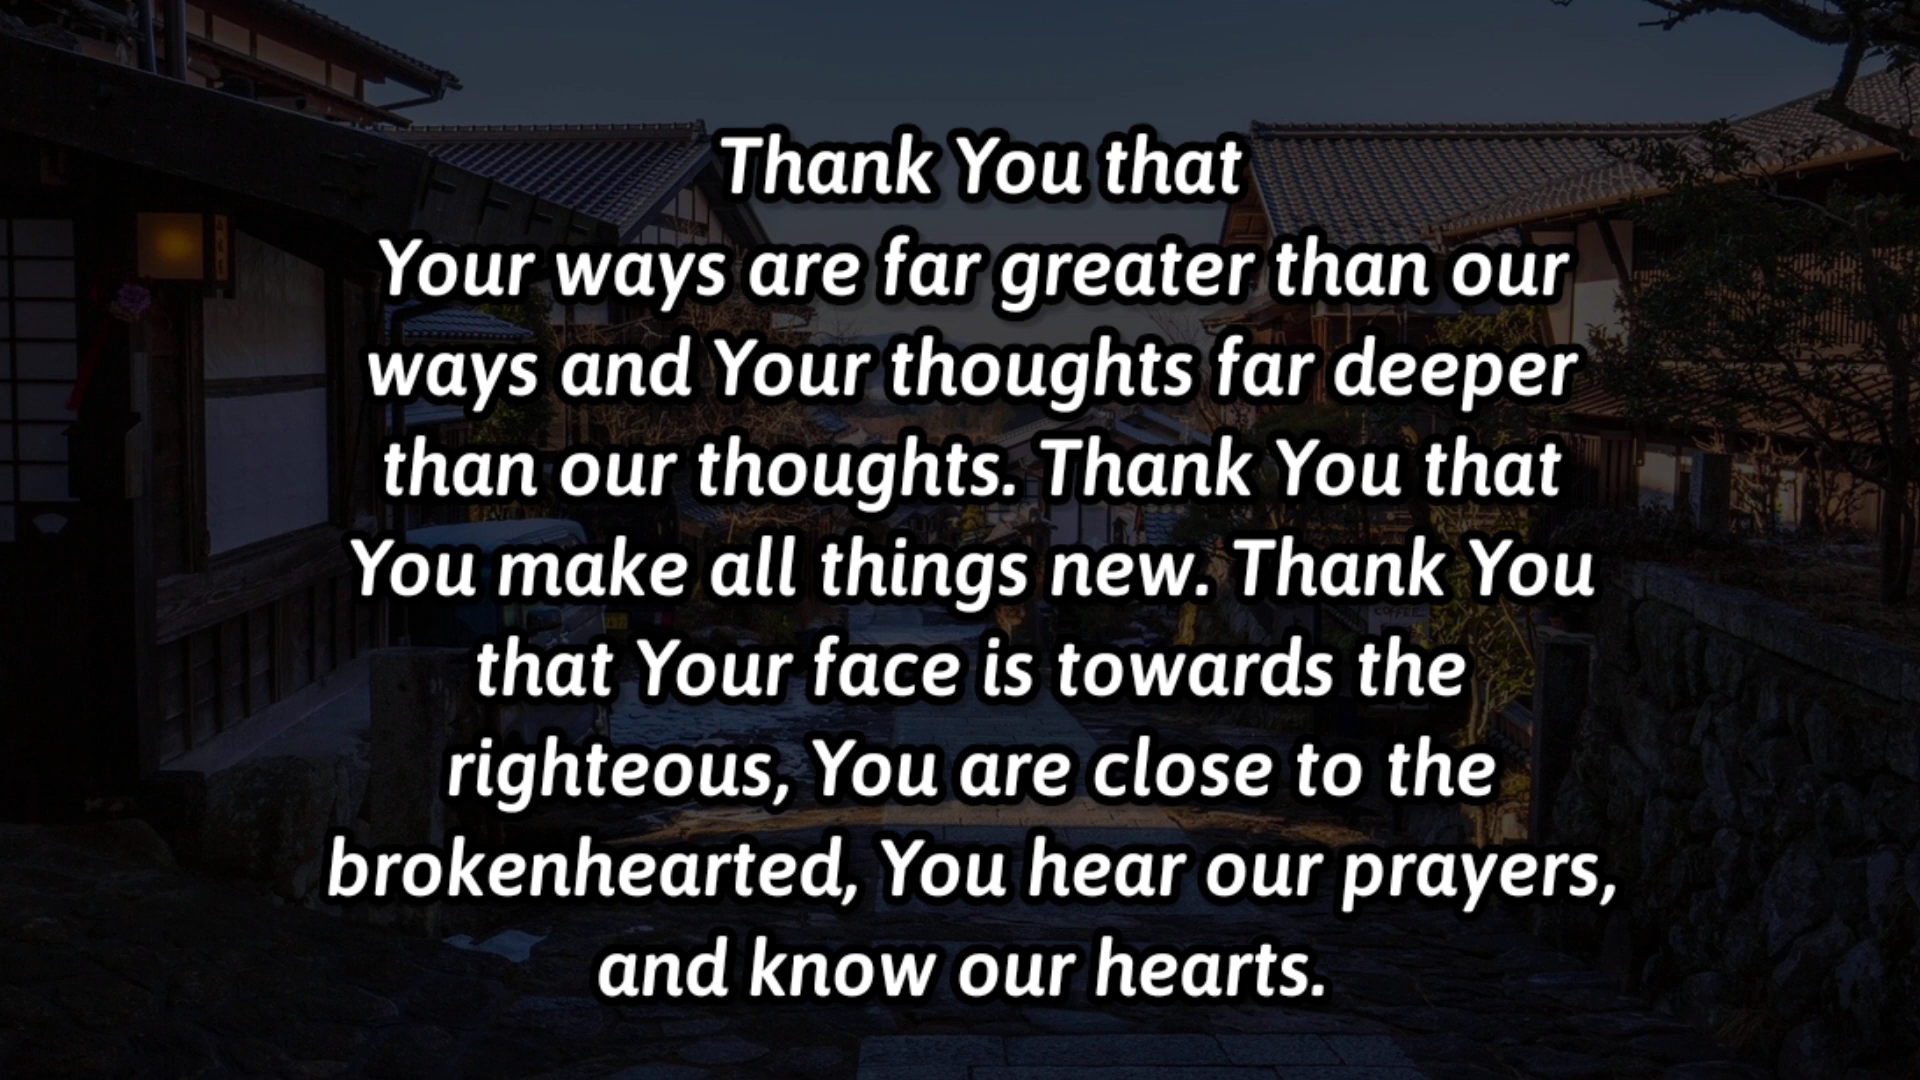 Thank You that
Your ways are far greater than our
ways and Your thoughts far deeper
than our thoughts. Thank You that
You make all things new. Thank You
that Your face is towards the
righteous, You are close to the
brokenhearted, You hear our prayers,
and know our hearts.